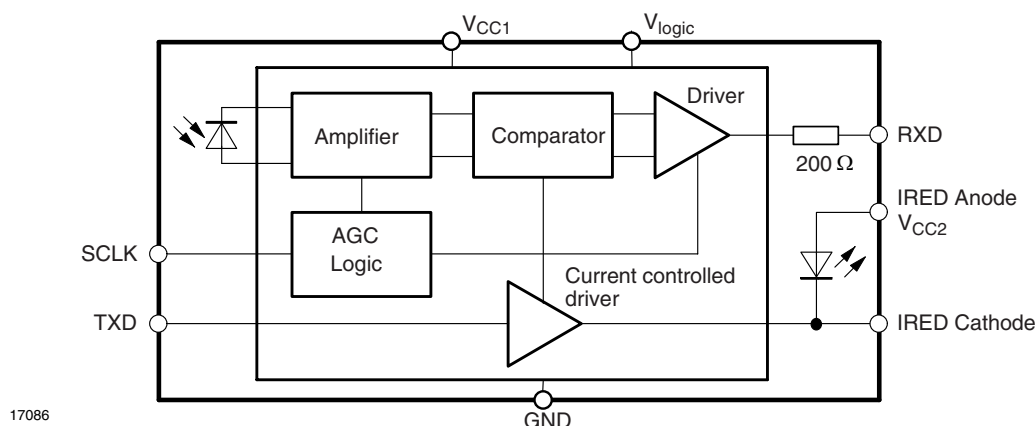 VCC1
Vlogic
Driver
Amplifier
Comparator
RXD
200 Ω
IRED Anode
VCC2
AGC
Logic
SCLK
Current controlled
driver
TXD
IRED Cathode
GND
17086